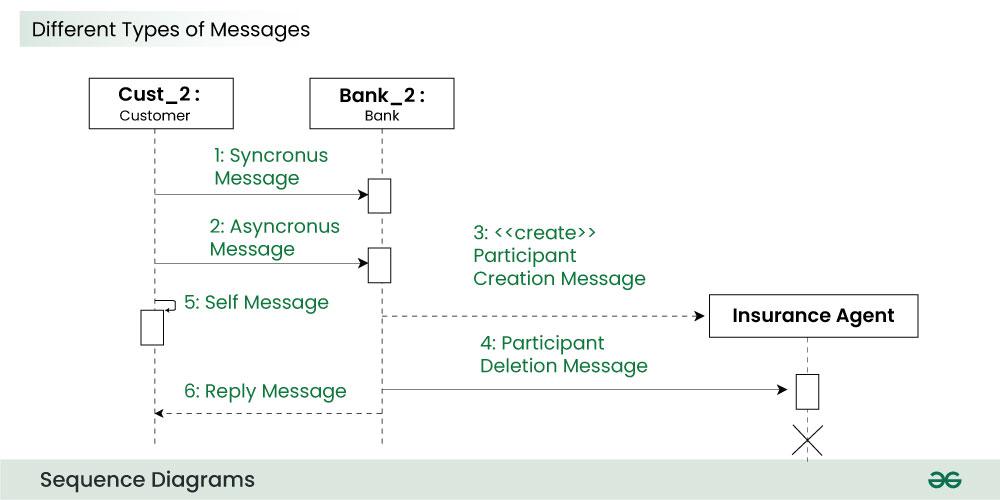 Different Types of Messages
Cust_2 :
Customer
Bank_2 :
Bank
1: Syncronus
Message
2: Asyncronus
Message
3: <<create>>
Participant
Creation Message
5: Self Message
Insurance Agent
4: Participant
Deletion Message
6: Reply Message
Sequence Diagrams